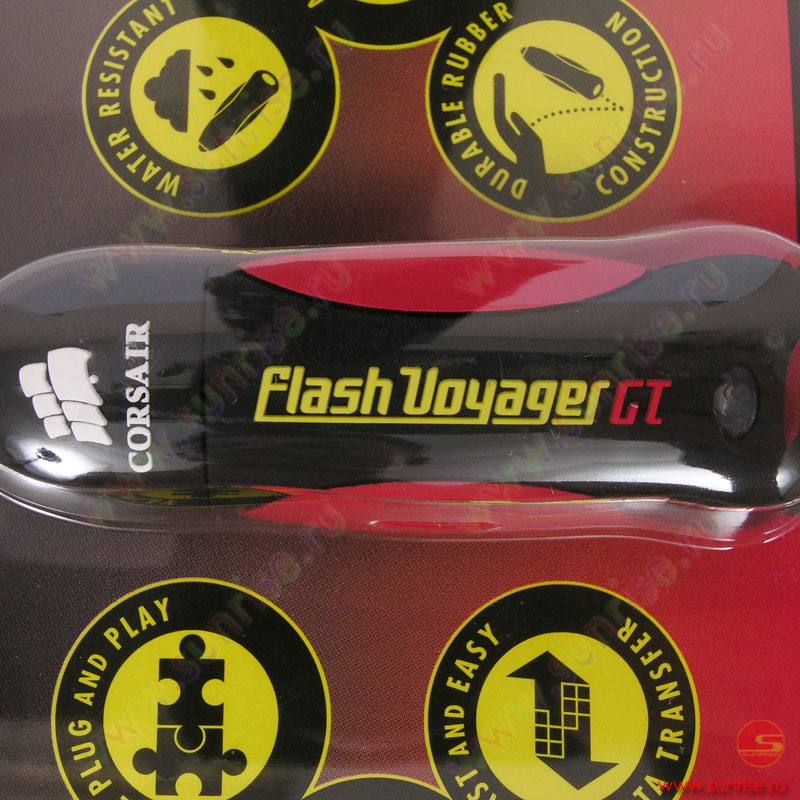 WATER RESISTANT
DURABLE RUBBER
CONSTRUCTION
CORSAIR
Flash Voyager GT
PLUG AND PLAY
AND EASY
TRANSFER
www.sunrise.ru